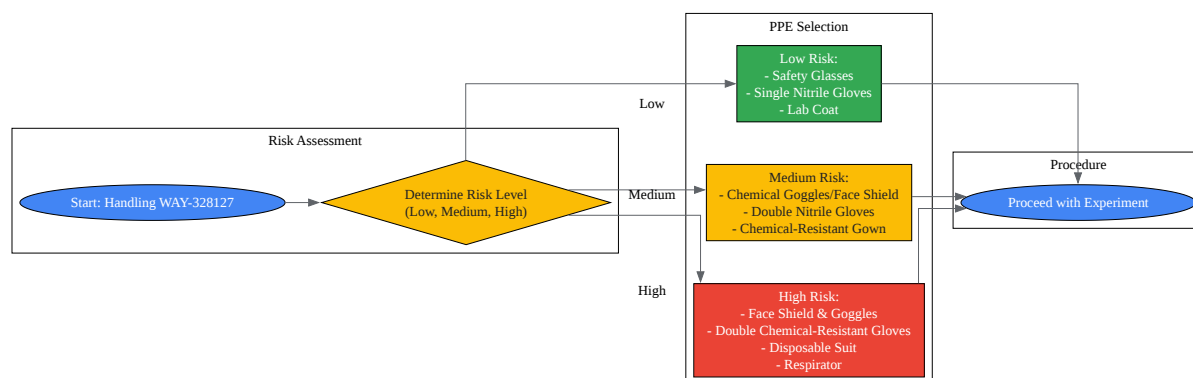 PPE Selection
Low Risk:
- Safety Glasses
- Single Nitrile Gloves
- Lab Coat
Low
Risk Assessment
Start: Handling WAY-328127
Determine Risk Level
(Low, Medium, High)
Medium
Medium Risk:
- Chemical Goggles/Face Shield
- Double Nitrile Gloves
- Chemical-Resistant Gown
Procedure
Proceed with Experiment
High
High Risk:
- Face Shield & Goggles
- Double Chemical-Resistant Gloves
- Disposable Suit
- Respirator